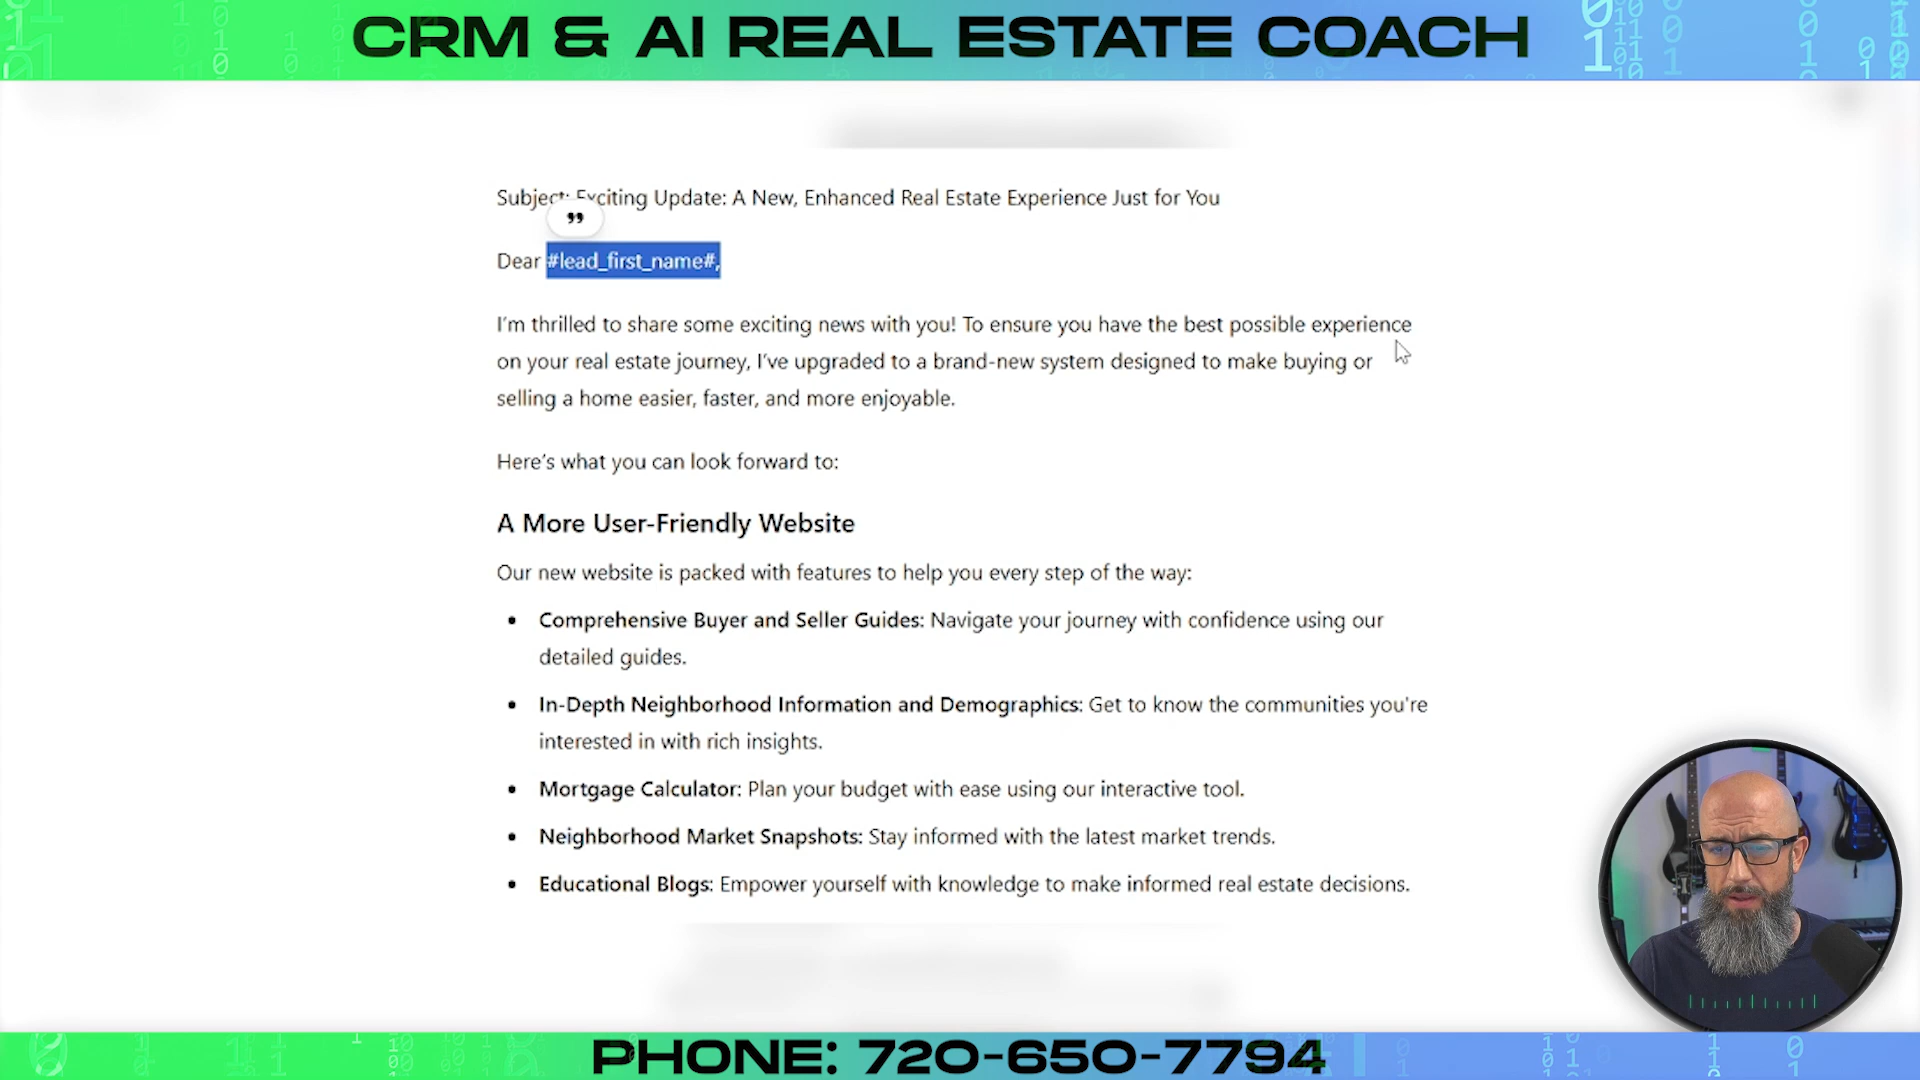 CRM & AI REAL ESTATE COACH
Subject: Exciting Update: A New, Enhanced Real Estate Experience Just for You
Dear #lead_first_name#,
I'm thrilled to share some exciting news with you! To ensure you have the best possible experience
on your real estate journey, I've upgraded to a brand-new system designed to make buying or
selling a home easier, faster, and more enjoyable.
Here's what you can look forward to:
A More User-Friendly Website
Our new website is packed with features to help you every step of the way:
• Comprehensive Buyer and Seller Guides: Navigate your journey with confidence using our
detailed guides.
• In-Depth Neighborhood Information and Demographics: Get to know the communities you're
interested in with rich insights.
• Mortgage Calculator: Plan your budget with ease using our interactive tool.
• Neighborhood Market Snapshots: Stay informed with the latest market trends.
• Educational Blogs: Empower yourself with knowledge to make informed real estate decisions.
PHONE: 720-650-7794